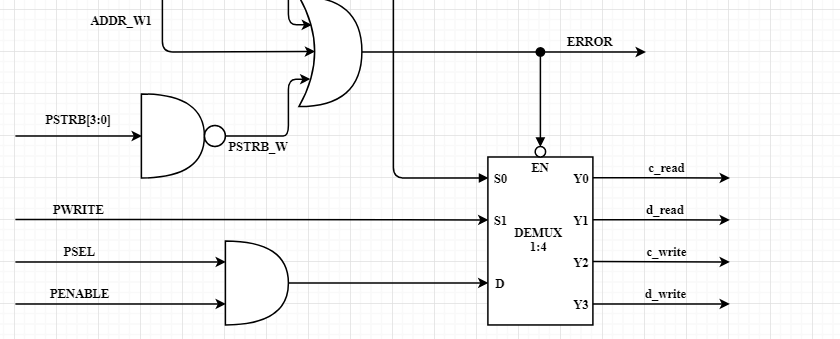 ADDR_W1
ERROR
PSTRB[3:0]
PSTRB_W
EN
S0
Y0
c_read
PWRITE
S1
Y1
d_read
DEMUX
1:4
PSEL
Y2
c_write
D
PENABLE
Y3
d_write